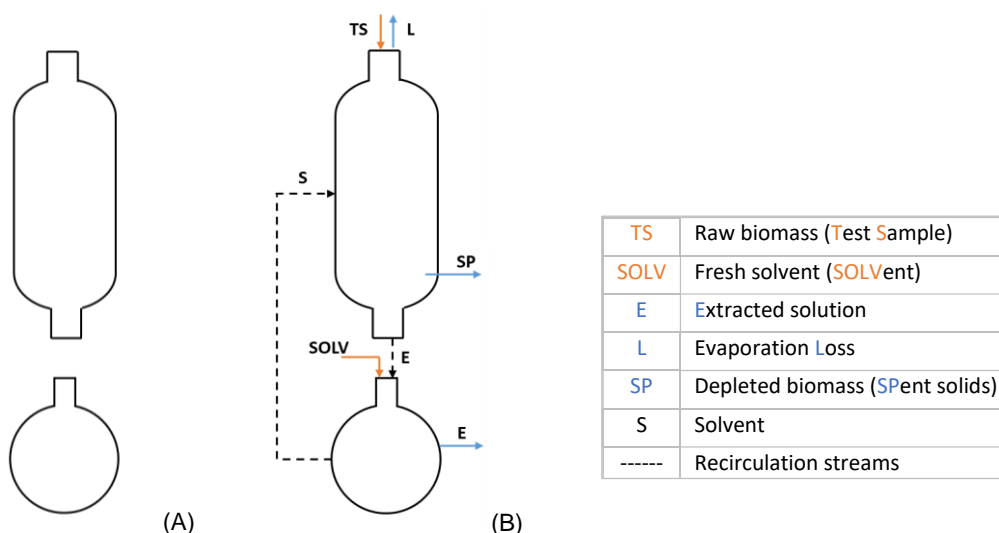 TS
L
S
SP
SOLV
E
E
(A)
(B)
TS Raw biomass (Test Sample)
SOLV Fresh solvent (SOLVent)
E Extracted solution
L Evaporation Loss
SP Depleted biomass (SPent solids)
S Solvent
------ Recirculation streams